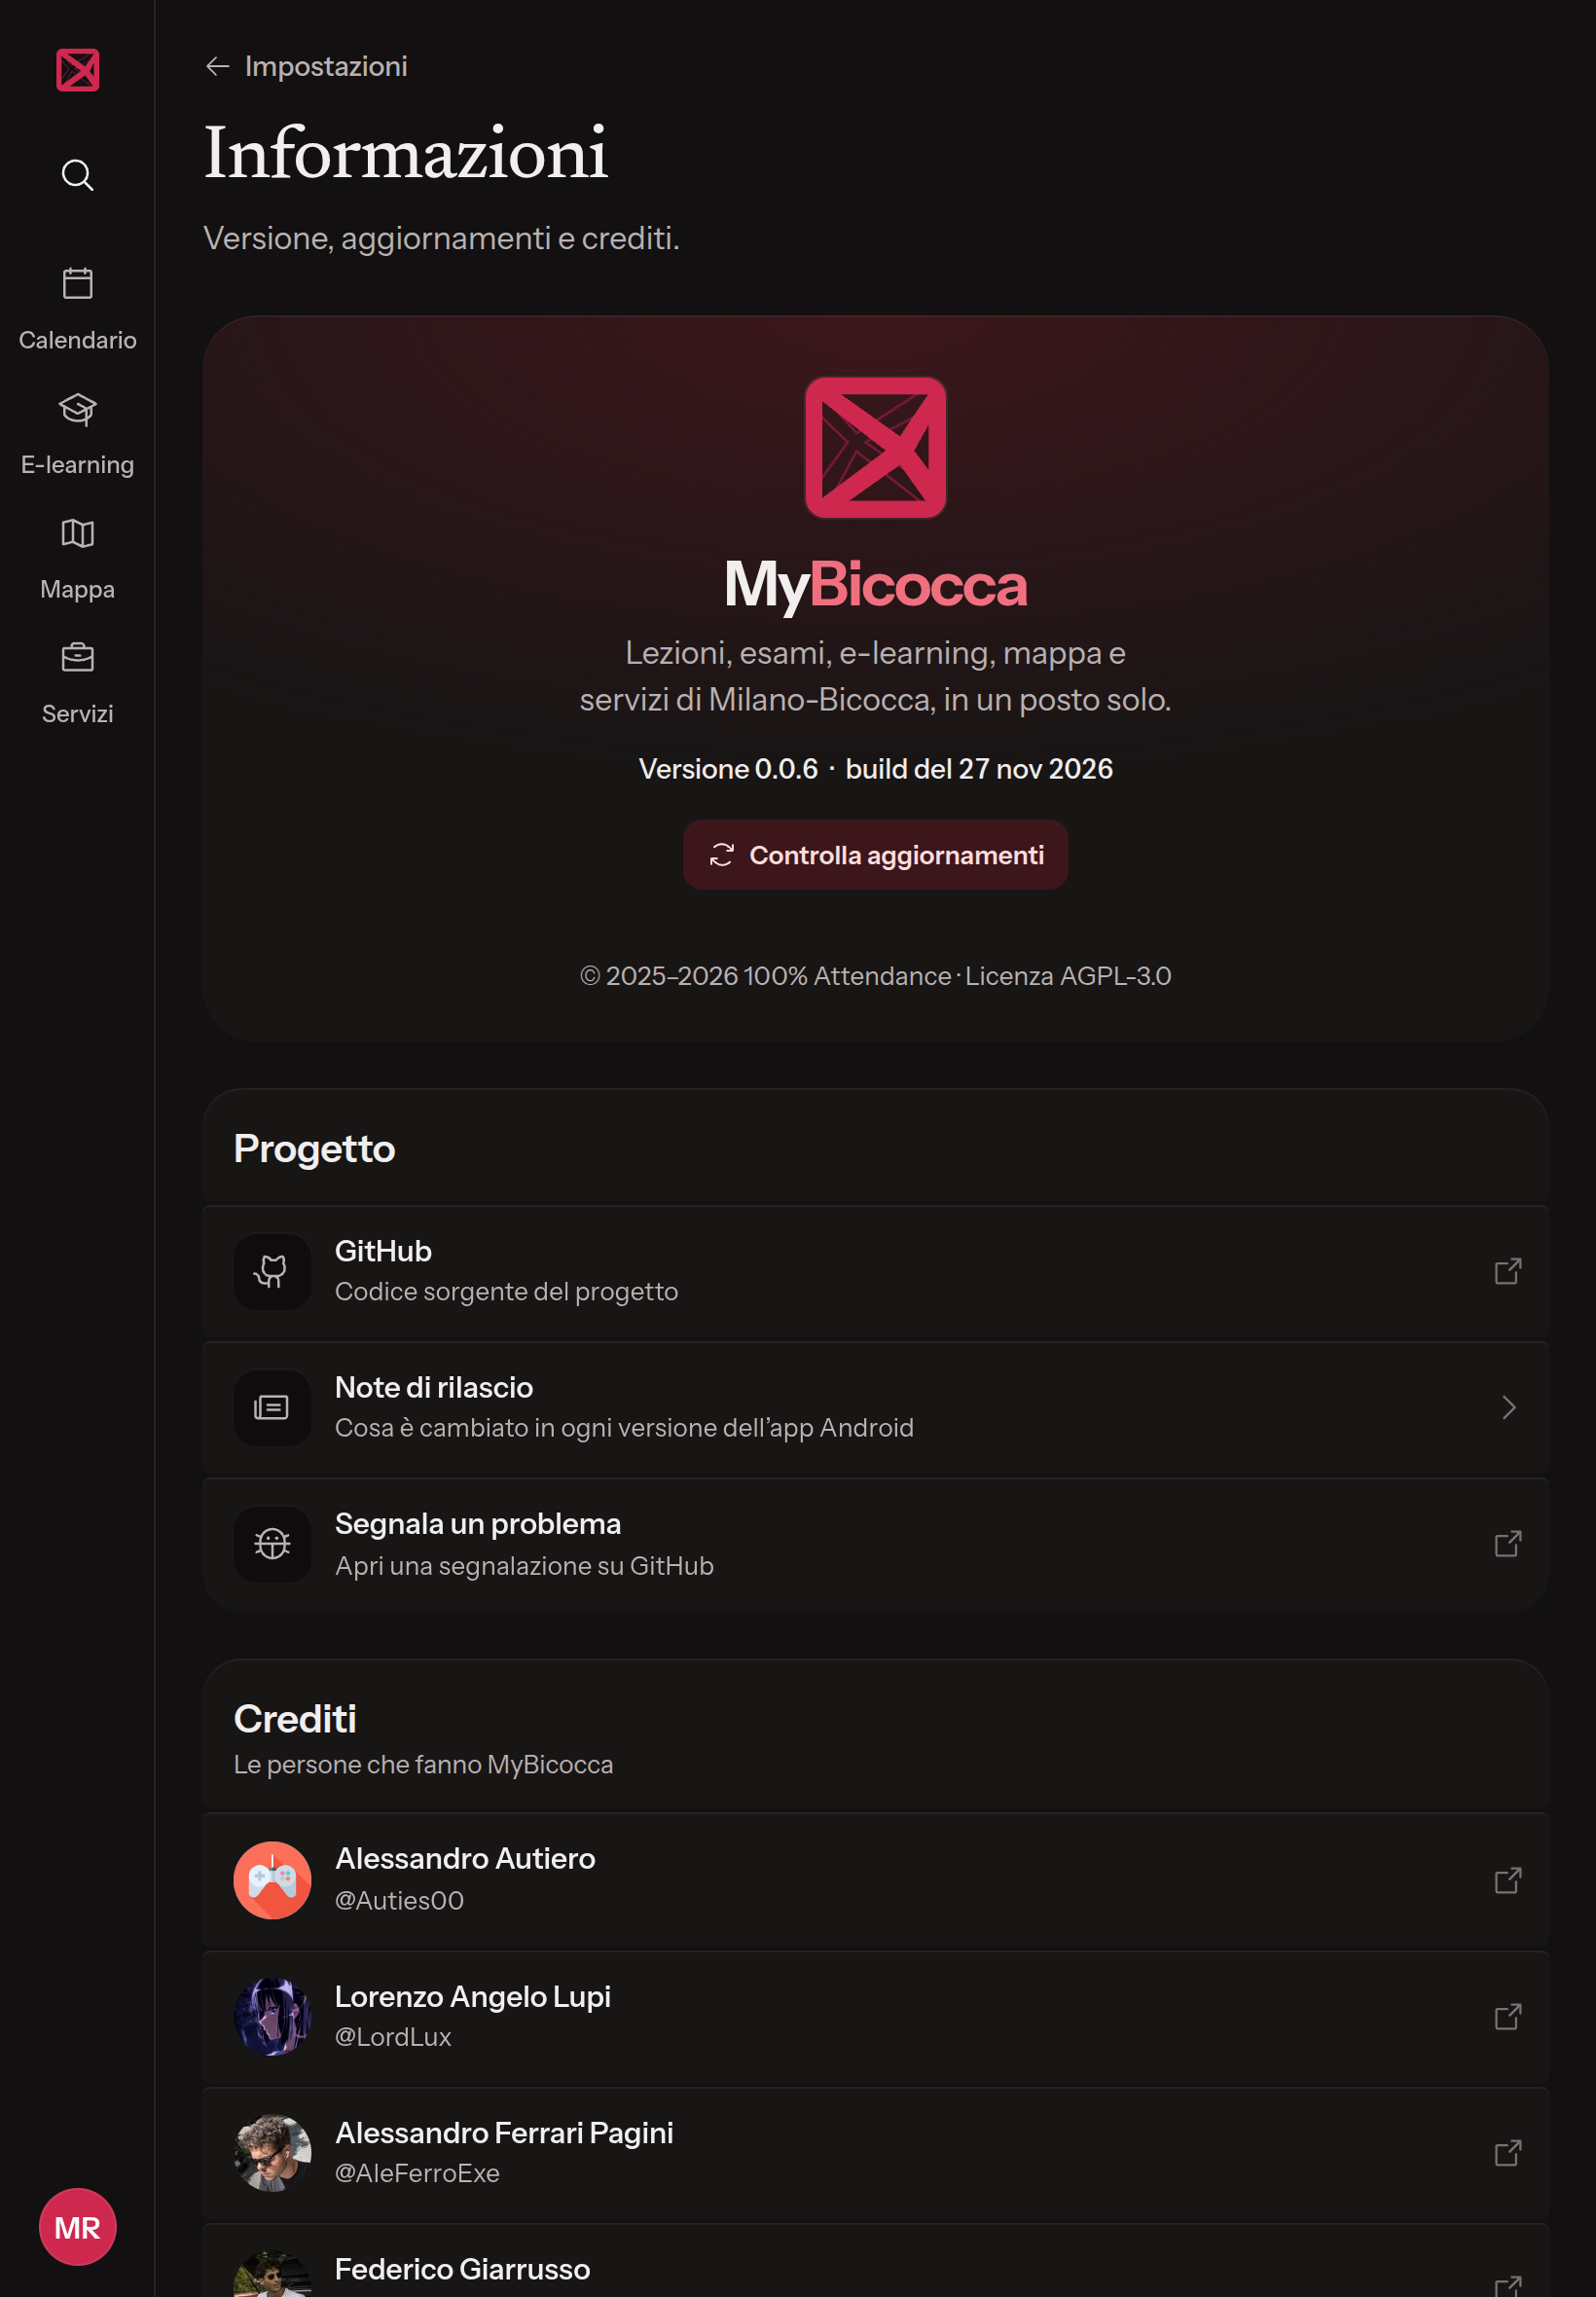 Impostazioni
Informazioni
Versione, aggiornamenti e crediti.
Calendario
E-learning
Mappa
Servizi
MyBicocca
Lezioni, esami, e-learning, mappa e
servizi di Milano-Bicocca, in un posto solo.
Versione 0.0.6 · build del 27 nov 2026
Controlla aggiornamenti
© 2025–2026 100% Attendance · Licenza AGPL-3.0
Progetto
GitHub
Codice sorgente del progetto
Note di rilascio
Cosa è cambiato in ogni versione dell’app Android
Segnala un problema
Apri una segnalazione su GitHub
Crediti
Le persone che fanno MyBicocca
Alessandro Autiero
@Auties00
Lorenzo Angelo Lupi
@LordLux
Alessandro Ferrari Pagini
@AleFerroExe
Federico Giarrusso
MR